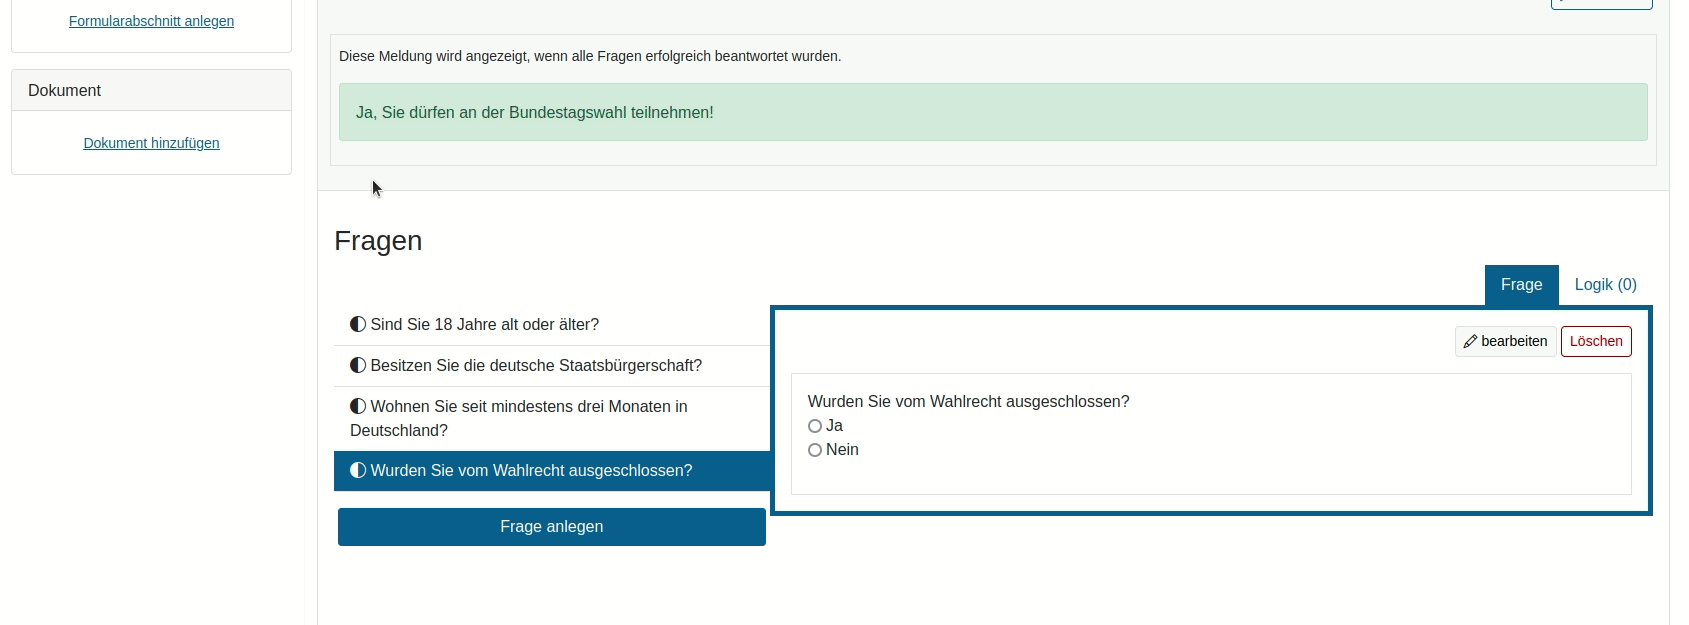 Formularabschnitt anlegen
Dokument
Dokument hinzufügen
Diese Meldung wird angezeigt, wenn alle Fragen erfolgreich beantwortet wurden.
Ja, Sie dürfen an der Bundestagswahl teilnehmen!
Fragen
Frage
Logik (0)
Sind Sie 18 Jahre alt oder älter?
Besitzen Sie die deutsche Staatsbürgerschaft?
Wohnen Sie seit mindestens drei Monaten in
Deutschland?
Wurden Sie vom Wahlrecht ausgeschlossen?
Frage anlegen
bearbeiten
Löschen
Wurden Sie vom Wahlrecht ausgeschlossen?
Ja
Nein